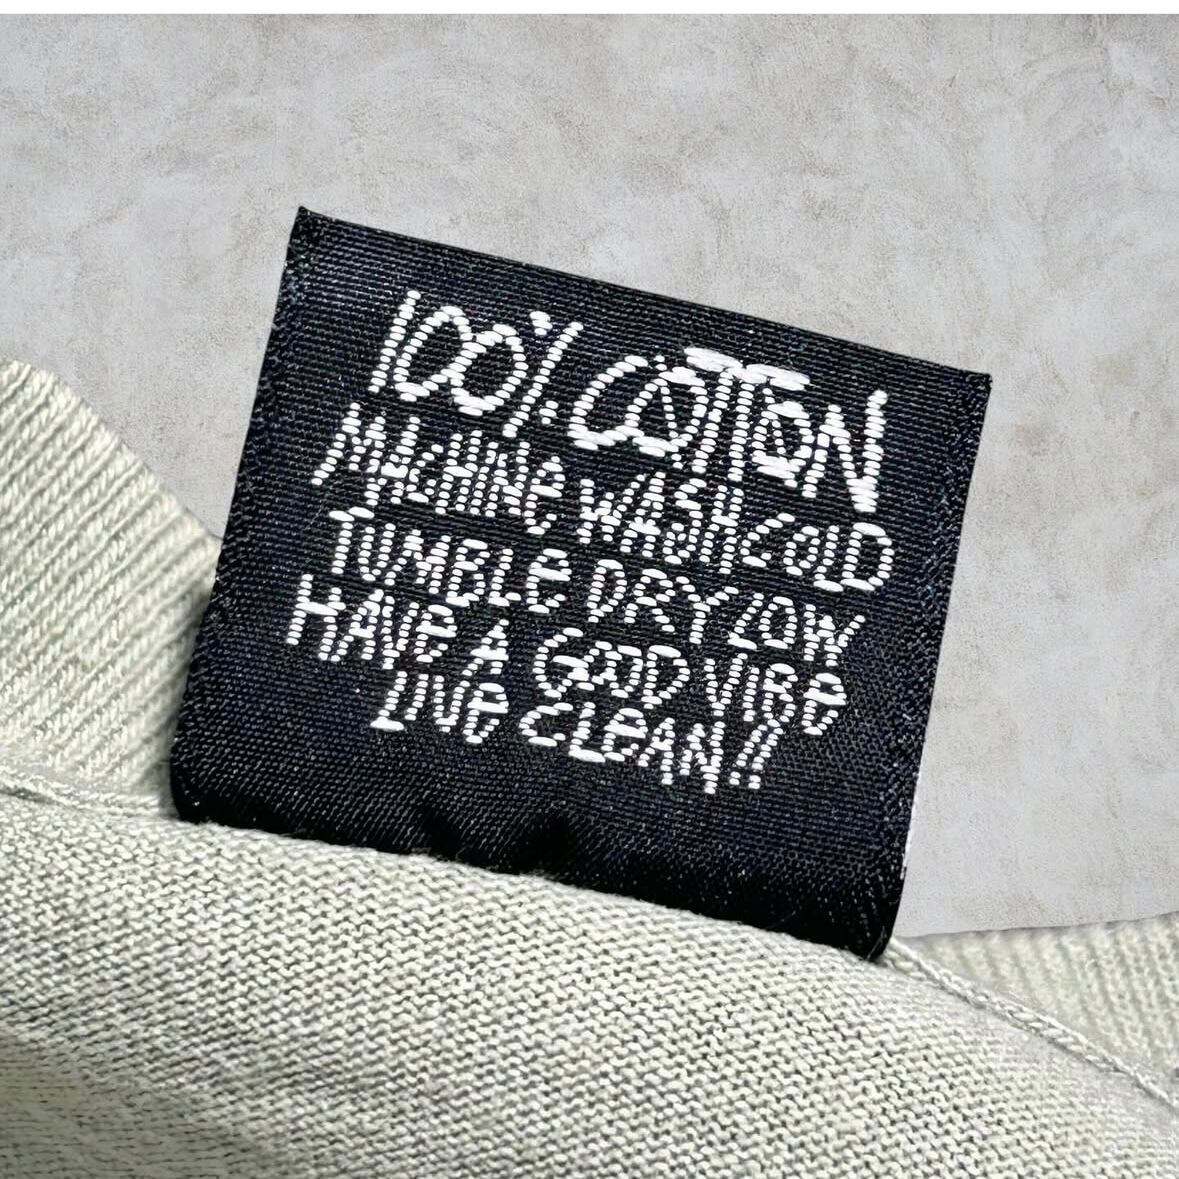 100% COTTON
MACHINE WASH COLD
TUMBLE DRY LOW
HAVE A GOOD VIBE
LIVE CLEAN!!